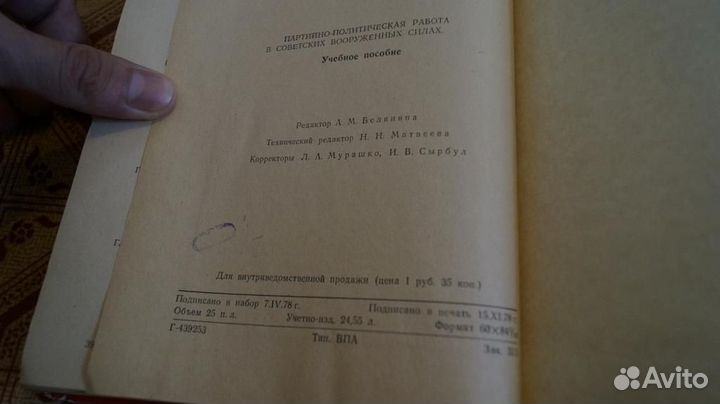 ПАРТИЙНО-ПОЛИТИЧЕСКАЯ РАБОТА
В СОВЕТСКИХ ВООРУЖЕННЫХ СИЛАХ.
Учебное пособие
Редактор А. М. Белянина
Технический редактор Н. Н. Матвеева
Корректоры Л. А. Мурашко, И. В. Сырбул
Для внутриведомственной продажи (цена 1 руб. 35 коп.)
Подписано в набор 7.IV.78 г. Подписано в печать 15.XI.78 г.
Объем 25 п. л. Учетно-изд. 24,55 л. Формат 60×84
Г-439253 Тип. ВПА Зак.
Avito